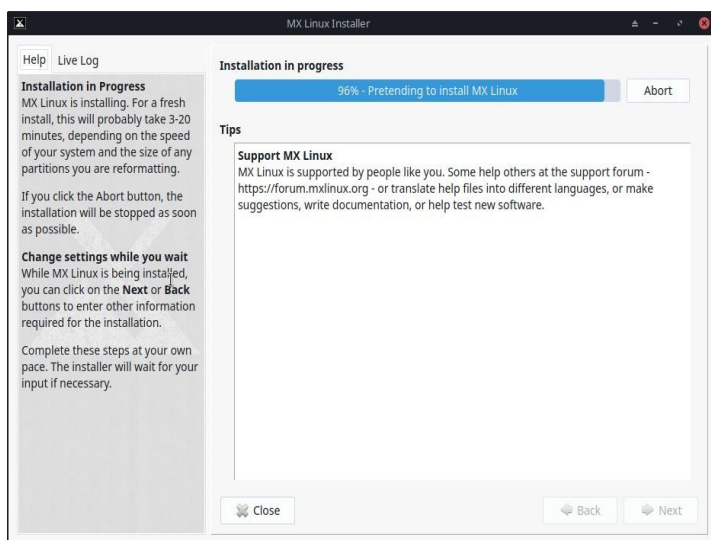 MX Linux Installer
Help
Live Log
Installation in Progress
MX Linux is installing. For a fresh
install, this will probably take 3-20
minutes, depending on the speed
of your system and the size of any
partitions you are reformatting.
If you click the Abort button, the
installation will be stopped as soon
as possible.
Change settings while you wait
While MX Linux is being installed,
you can click on the Next or Back
buttons to enter other information
required for the installation.
Complete these steps at your own
pace. The installer will wait for your
input if necessary.
Installation in progress
96% - Pretending to install MX Linux
Abort
Tips
Support MX Linux
MX Linux is supported by people like you. Some help others at the support forum -
https://forum.mxlinux.org - or translate help files into different languages, or make
suggestions, write documentation, or help test new software.
Close
Back
Next